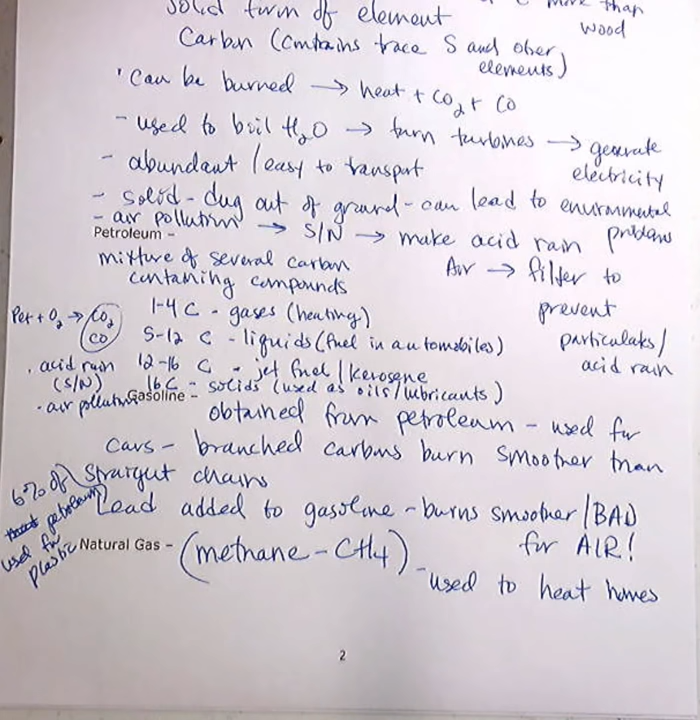 solid form of element
C more than
wood
Carbon (contains trace S and other
elements)
· Can be burned → heat + CO2 + CO
- used to boil H2O → turn turbines → generate
electricity
- abundant / easy to transport
- solid - dug out of ground - can lead to environmental
problems
- air pollution → S/N → make acid rain
Petroleum -
mixture of several carbon
containing compounds
Air → filter to
prevent
particulates/
acid rain
Pet + O2 → CO2
CO
1-4 C - gases (heating)
5-12 C - liquids (fuel in automobiles)
· acid rain
(S/N)
12-16 C - jet fuel / kerosene
16 C - solids (used as oils/lubricants)
· air pollution
Gasoline -
obtained from petroleum - used for
cars - branched carbons burn smoother than
straight chains
6% of
petroleum
used for
plastic
Lead added to gasoline - burns smoother / BAD
for AIR!
Natural Gas - (methane - CH4)
- used to heat homes
2